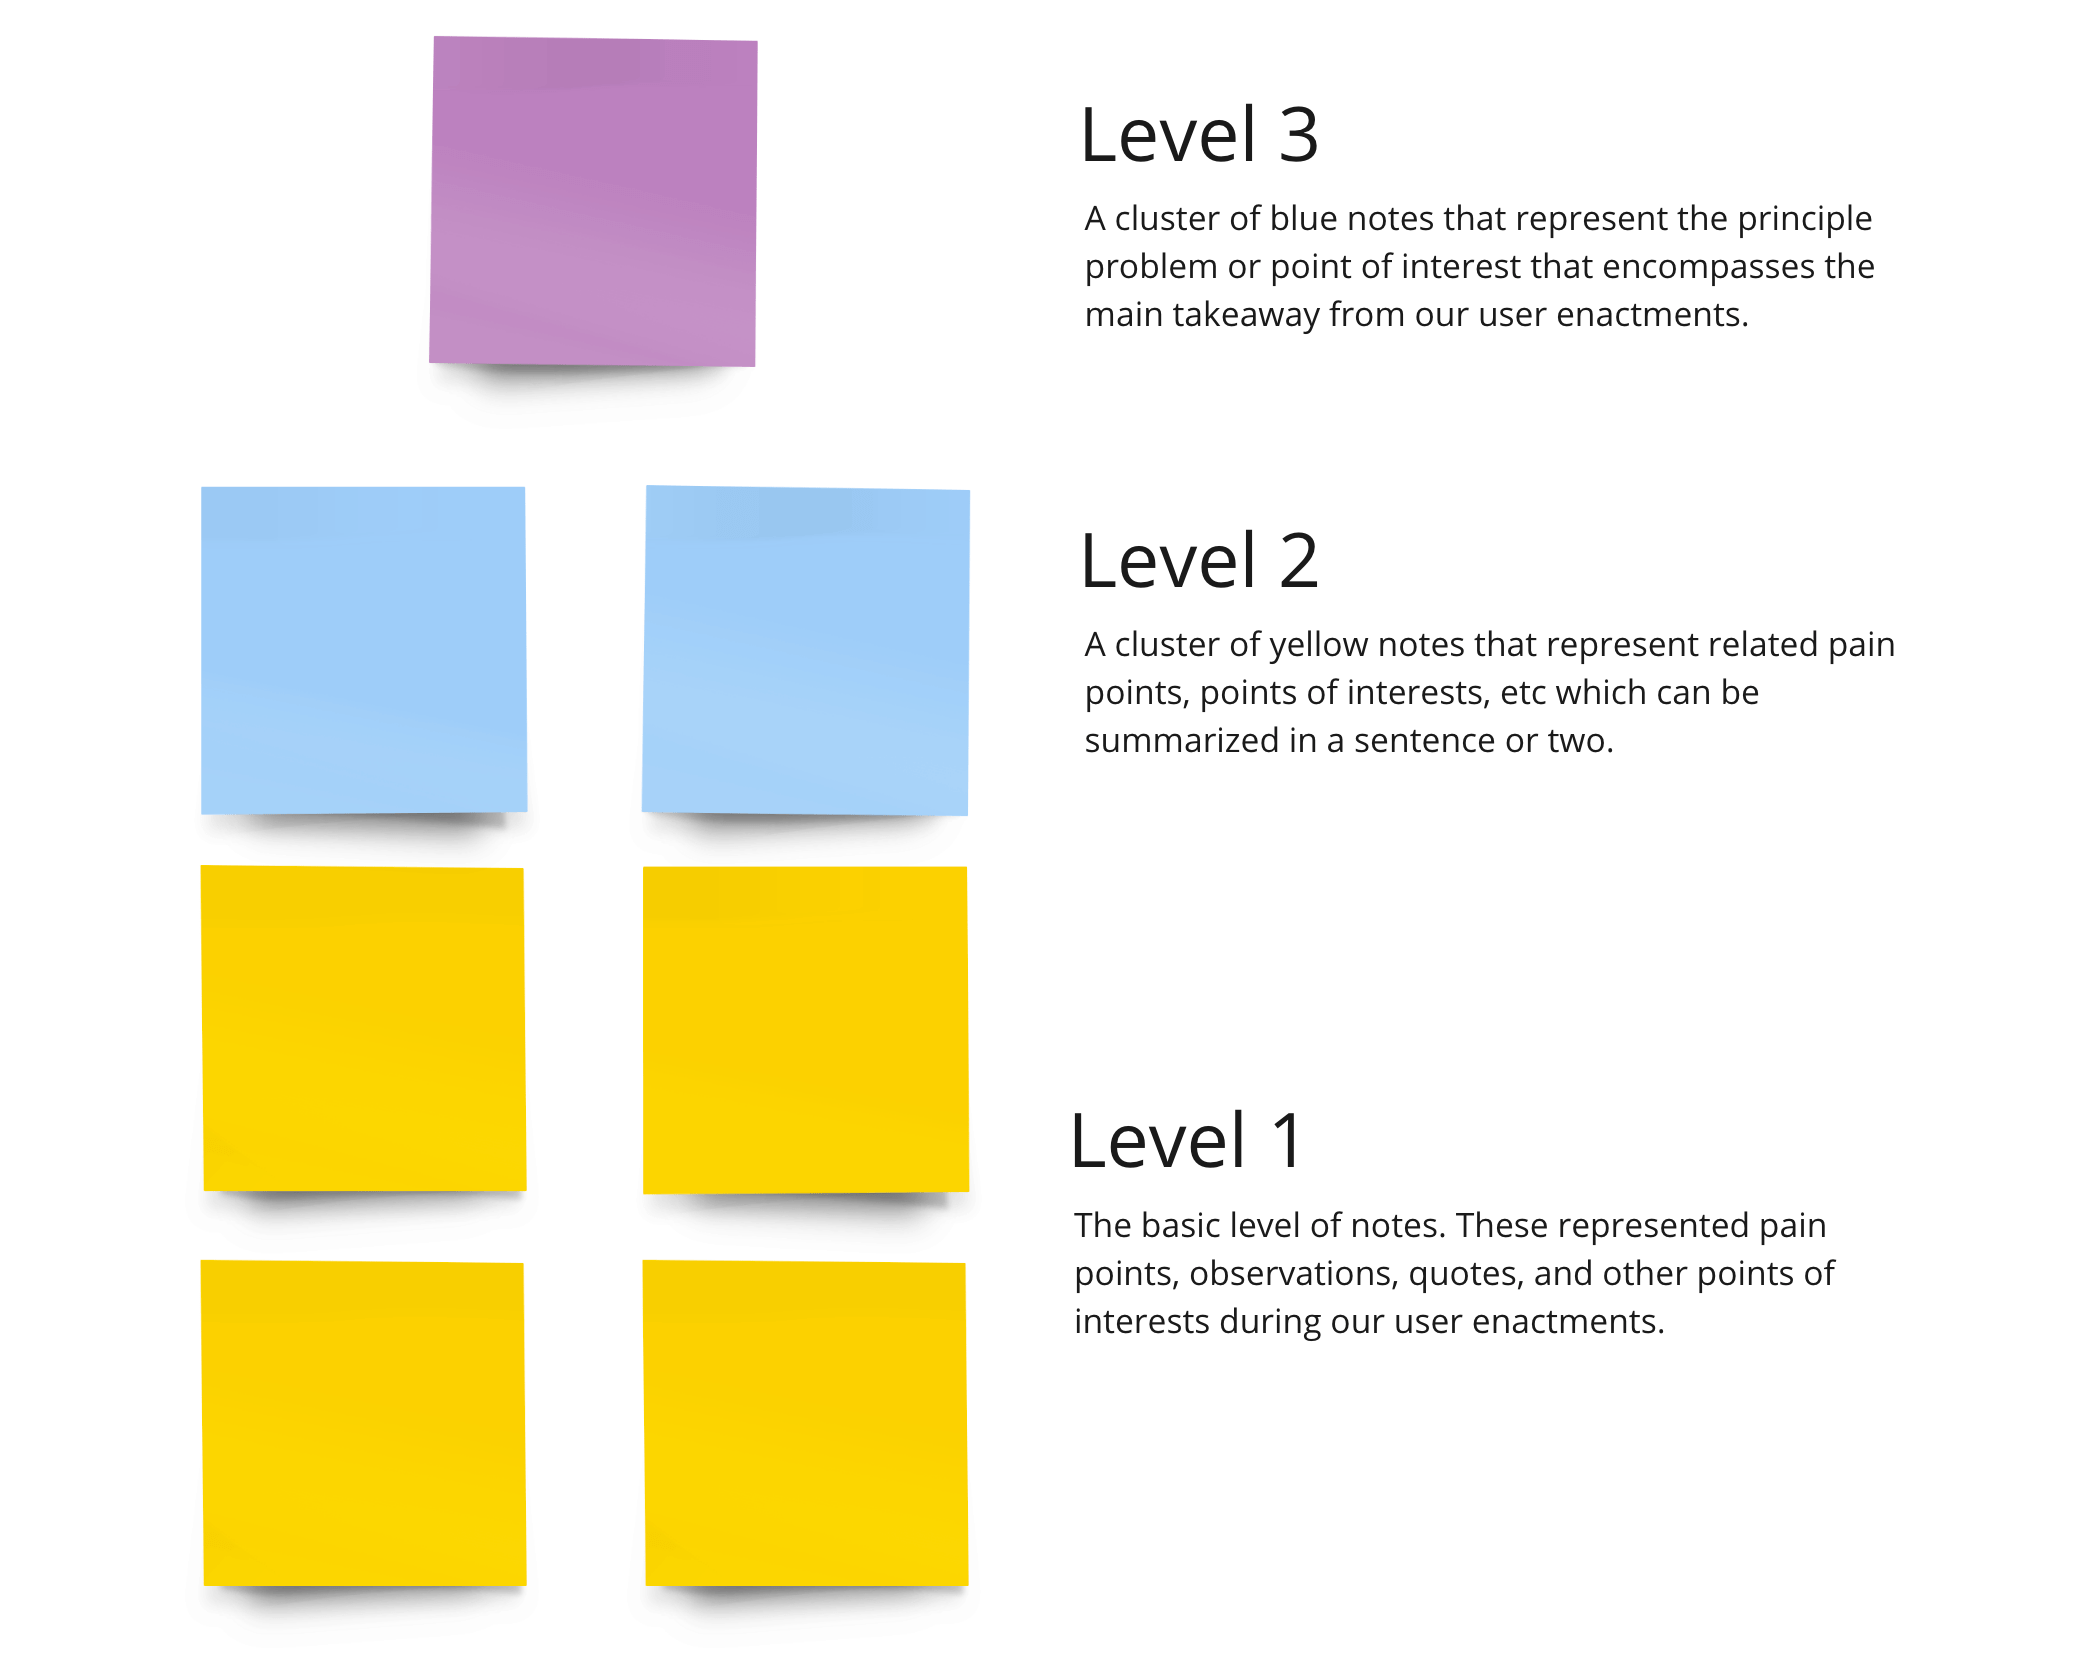 Level 3
A cluster of blue notes that represent the principle
problem or point of interest that encompasses the
main takeaway from our user enactments.
Level 2
A cluster of yellow notes that represent related pain
points, points of interests, etc which can be
summarized in a sentence or two.
Level 1
The basic level of notes. These represented pain
points, observations, quotes, and other points of
interests during our user enactments.